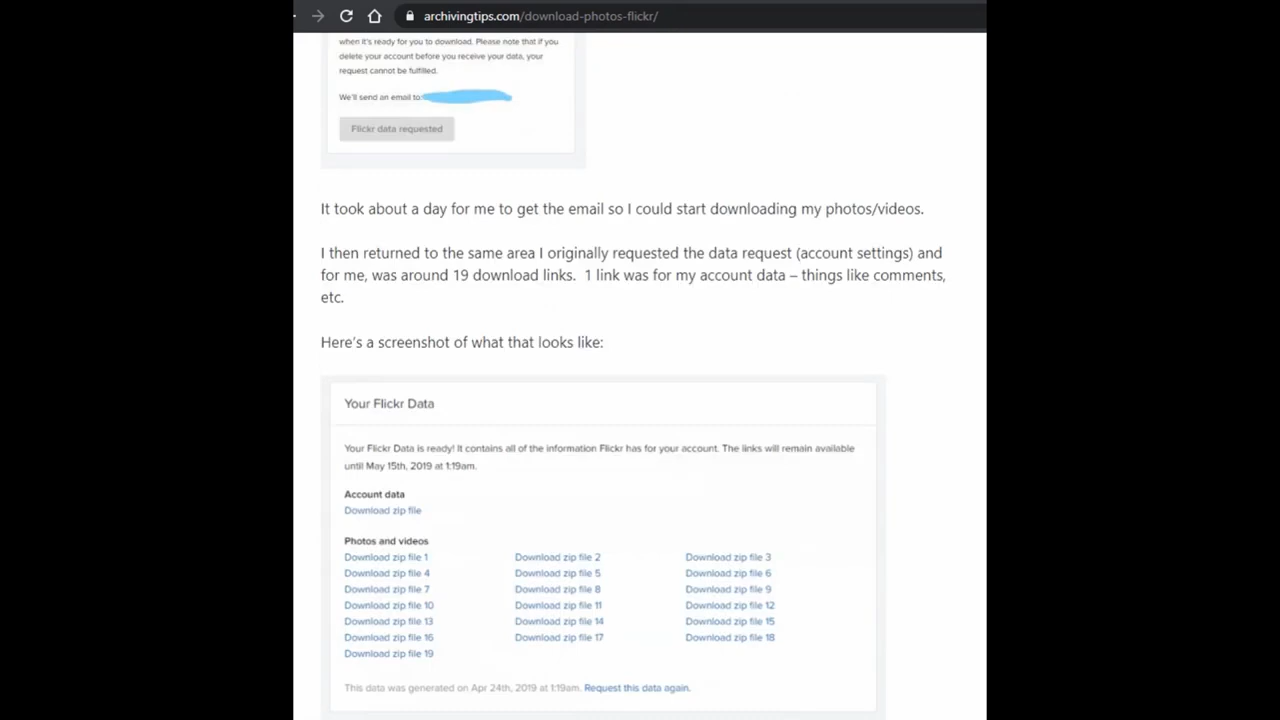 archivingtips.com/download-photos-flickr/
when it's ready for you to download. Please note that if you
delete your account before you receive your data, your
request cannot be fulfilled.
We'll send an email to:
Flickr data requested
It took about a day for me to get the email so I could start downloading my photos/videos.
I then returned to the same area I originally requested the data request (account settings) and
for me, was around 19 download links.  1 link was for my account data – things like comments,
etc.
Here's a screenshot of what that looks like:
Your Flickr Data
Your Flickr Data is ready! It contains all of the information Flickr has for your account. The links will remain available
until May 15th, 2019 at 1:19am.
Account data
Download zip file
Photos and videos
Download zip file 1 Download zip file 2 Download zip file 3
Download zip file 4 Download zip file 5 Download zip file 6
Download zip file 7 Download zip file 8 Download zip file 9
Download zip file 10 Download zip file 11 Download zip file 12
Download zip file 13 Download zip file 14 Download zip file 15
Download zip file 16 Download zip file 17 Download zip file 18
Download zip file 19
This data was generated on Apr 24th, 2019 at 1:19am. Request this data again.